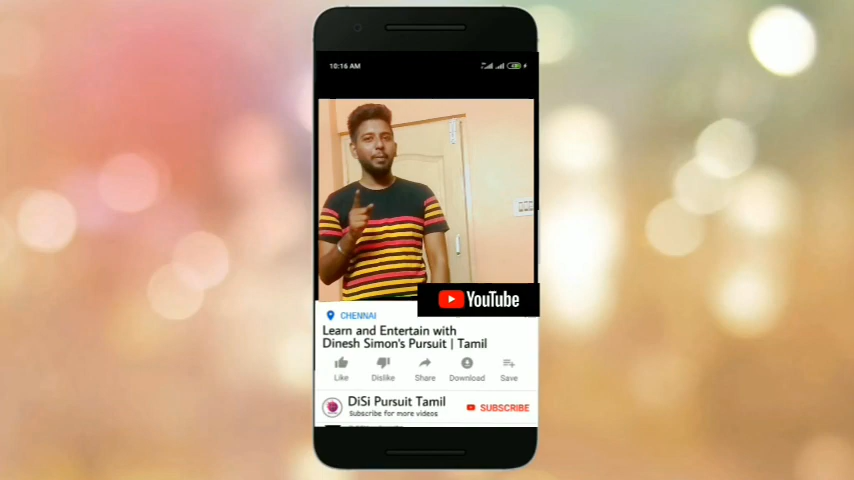 10:16 AM
YouTube
CHENNAI
Learn and Entertain with
Dinesh Simon's Pursuit | Tamil
Like Dislike Share Download Save
DiSi Pursuit Tamil
Subscribe for more videos
SUBSCRIBE